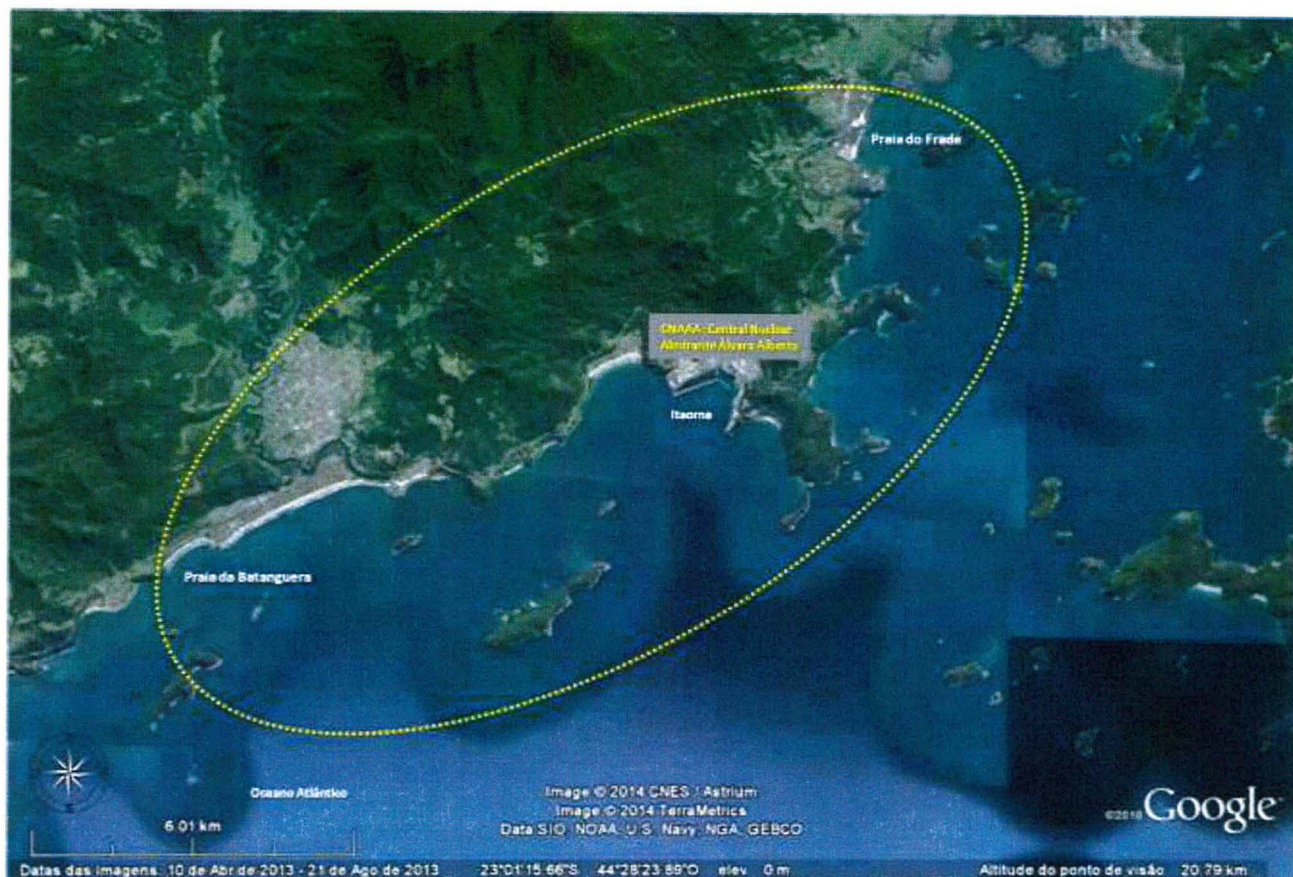 Praia do Frade
CNAAA: Central Nuclear
Almirante Álvaro Alberto
Itaorna
Praia da Batanguera
Oceano Atlântico
Image © 2014 CNES / Astrium
Image © 2014 TerraMetrics
Data SIO, NOAA, U.S. Navy, NGA, GEBCO
©2010 Google
6.01 km
Datas das imagens: 10 de Abr de 2013 - 21 de Ago de 2013 23°01'15.66"S 44°28'23.89"O elev 0 m Altitude do ponto de visão 20.79 km